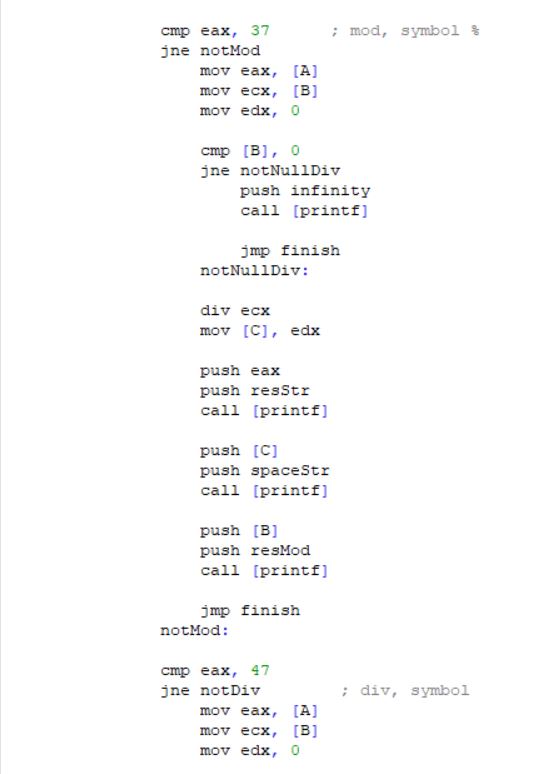 cmp eax, 37 ; mod, symbol %
jne notMod
mov eax, [A]
mov ecx, [B]
mov edx, 0
cmp [B], 0
jne notNullDiv
push infinity
call [printf]
jmp finish
notNullDiv:
div ecx
mov [C], edx
push eax
push resStr
call [printf]
push [C]
push spaceStr
call [printf]
push [B]
push resMod
call [printf]
jmp finish
notMod:
cmp eax, 47
jne notDiv ; div, symbol
mov eax, [A]
mov ecx, [B]
mov edx, 0